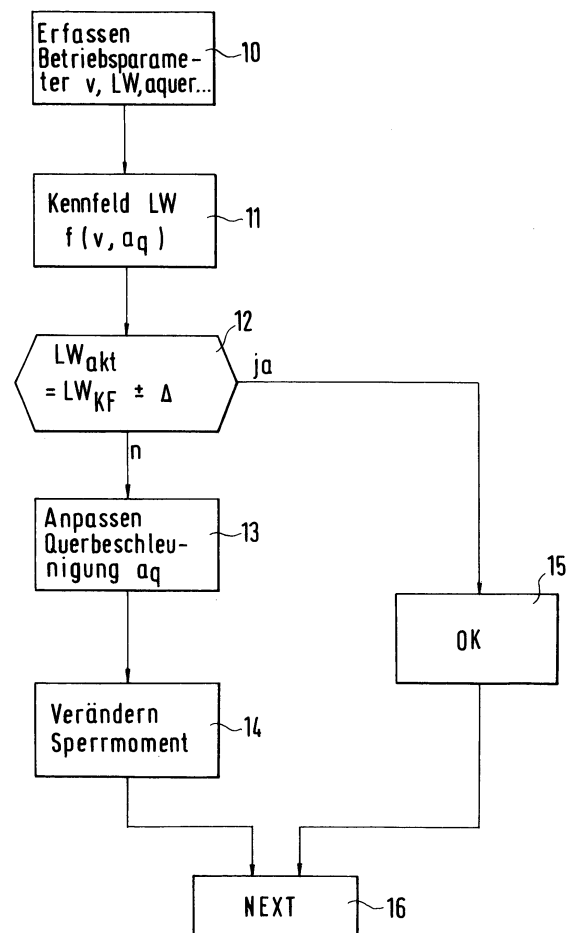 Erfassen
Betriebsparame-
ter v, LW,aquer...
10
Kennfeld LW
f(v, aq)
11
12
LWakt
= LWKF ± Δ
ja
n
Anpassen
Querbeschleu-
nigung aq
13
15
OK
Verändern
Sperrmoment
14
NEXT
16